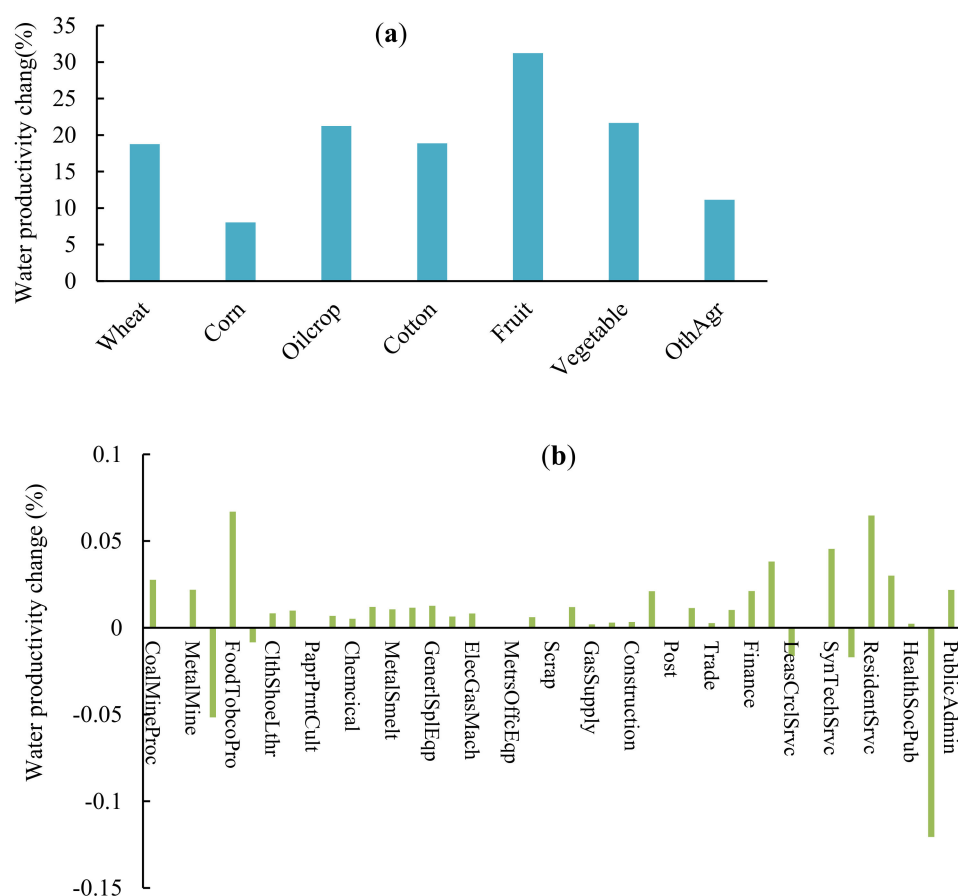 (a)
Water productivity chang(%)
35
30
25
20
15
10
5
0
Wheat
Corn
Oilcrop
Cotton
Fruit
Vegetable
OthAgr
(b)
Water productivity change (%)
0.1
0.05
0
-0.05
-0.1
-0.15
CoalMineProc
MetalMine
FoodTobcoPro
ClthShoeLthr
PaprPrntCult
Chemcical
MetalSmelt
GenerlSplEqp
ElecGasMach
MetrsOffcEqp
Scrap
GasSupply
Construction
Post
Trade
Finance
LeasCrclSrvc
SynTechSrvc
ResidentSrvc
HealthSocPub
PublicAdmin